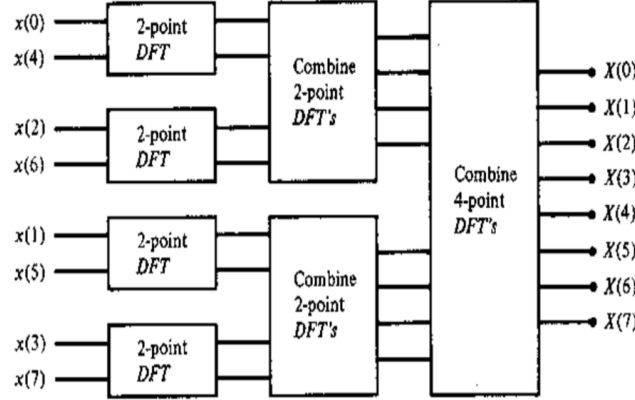 x(0)
x(4)
2-point
DFT
x(2)
x(6)
2-point
DFT
x(1)
x(5)
2-point
DFT
x(3)
x(7)
2-point
DFT
Combine
2-point
DFT's
Combine
2-point
DFT's
Combine
4-point
DFT's
X(0)
X(1)
X(2)
X(3)
X(4)
X(5)
X(6)
X(7)